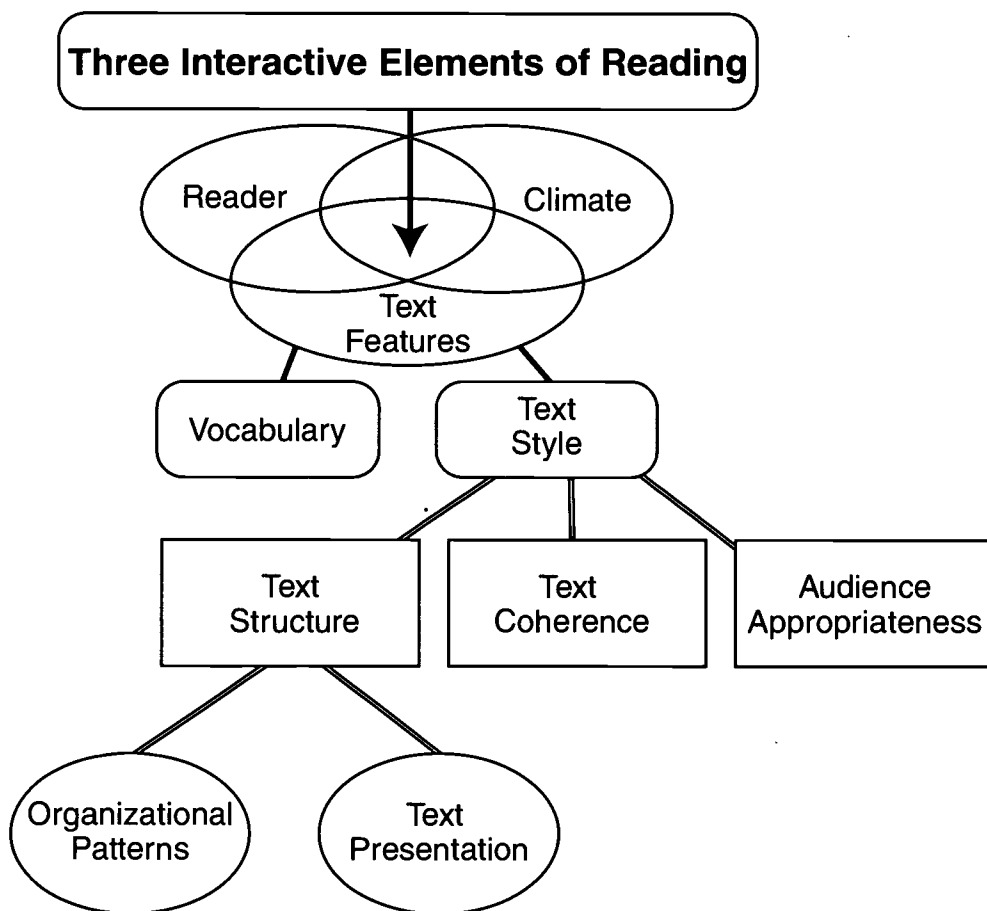 Three Interactive Elements of Reading
Reader
Climate
Text
Features
Vocabulary
Text
Style
Text
Structure
Text
Coherence
Audience
Appropriateness
Organizational
Patterns
Text
Presentation